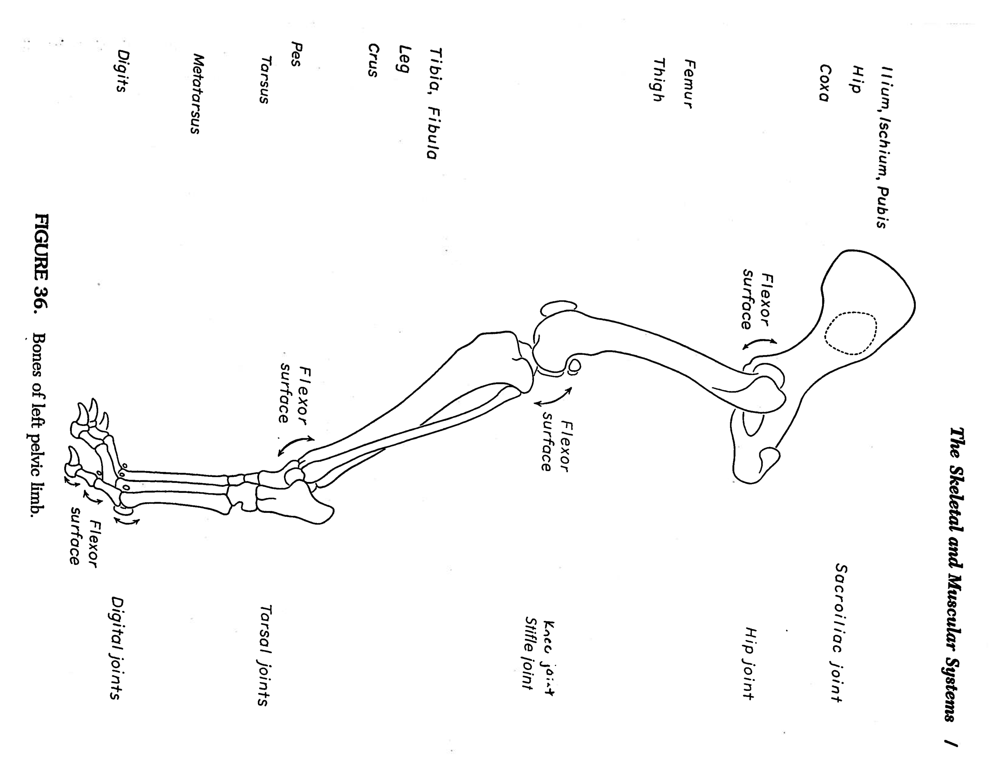 The Skeletal and Muscular Systems /
Ilium, Ischium, Pubis
Hip
Coxa
Sacroiliac joint
Flexor
surface
Hip joint
Femur
Thigh
Flexor
surface
Knee joint
Stifle joint
Tibia, Fibula
Leg
Crus
Flexor
surface
Pes
Tarsus
Tarsal joints
Metatarsus
Digits
Flexor
surface
Digital joints
FIGURE 36. Bones of left pelvic limb.